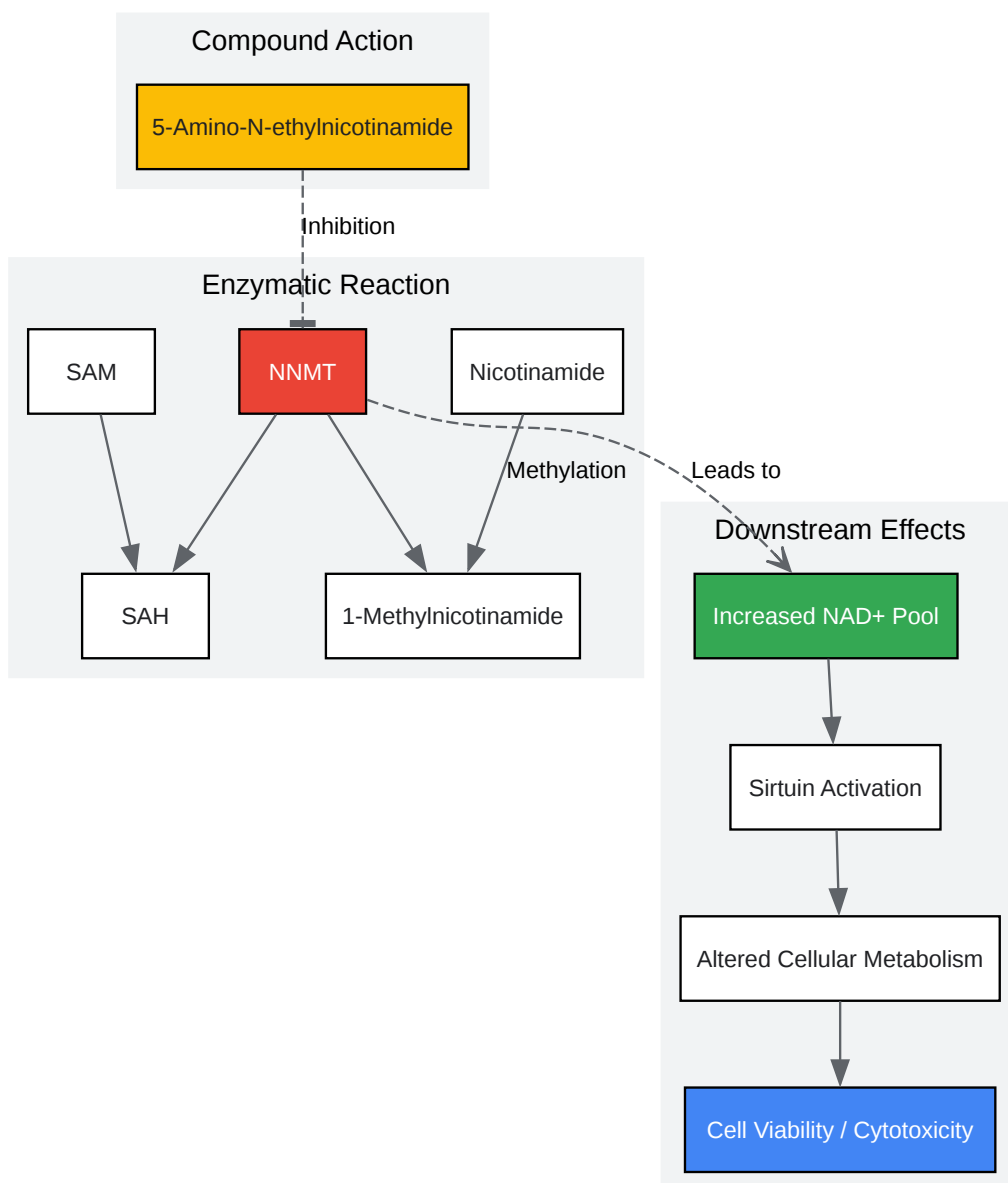 Compound Action
5-Amino-N-ethylnicotinamide
Inhibition
Enzymatic Reaction
SAM
NNMT
Nicotinamide
Methylation
Leads to
Downstream Effects
SAH
1-Methylnicotinamide
Increased NAD+ Pool
Sirtuin Activation
Altered Cellular Metabolism
Cell Viability / Cytotoxicity